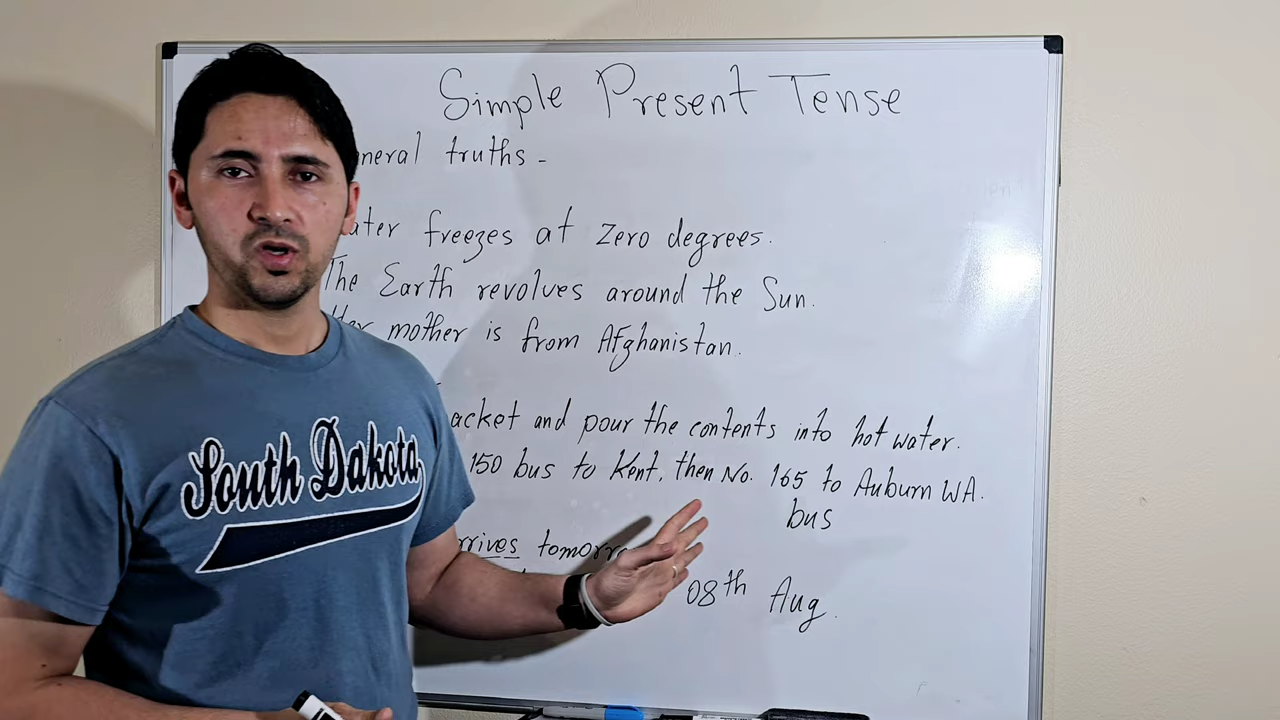 Simple Present Tense
neral truths -
ater freezes at zero degrees.
The Earth revolves around the Sun.
Her mother is from Afghanistan.
acket and pour the contents into hot water.
150 bus to Kent, then No. 165 to Auburn WA.
bus
rrives tomorr
08th Aug.
South Dakota